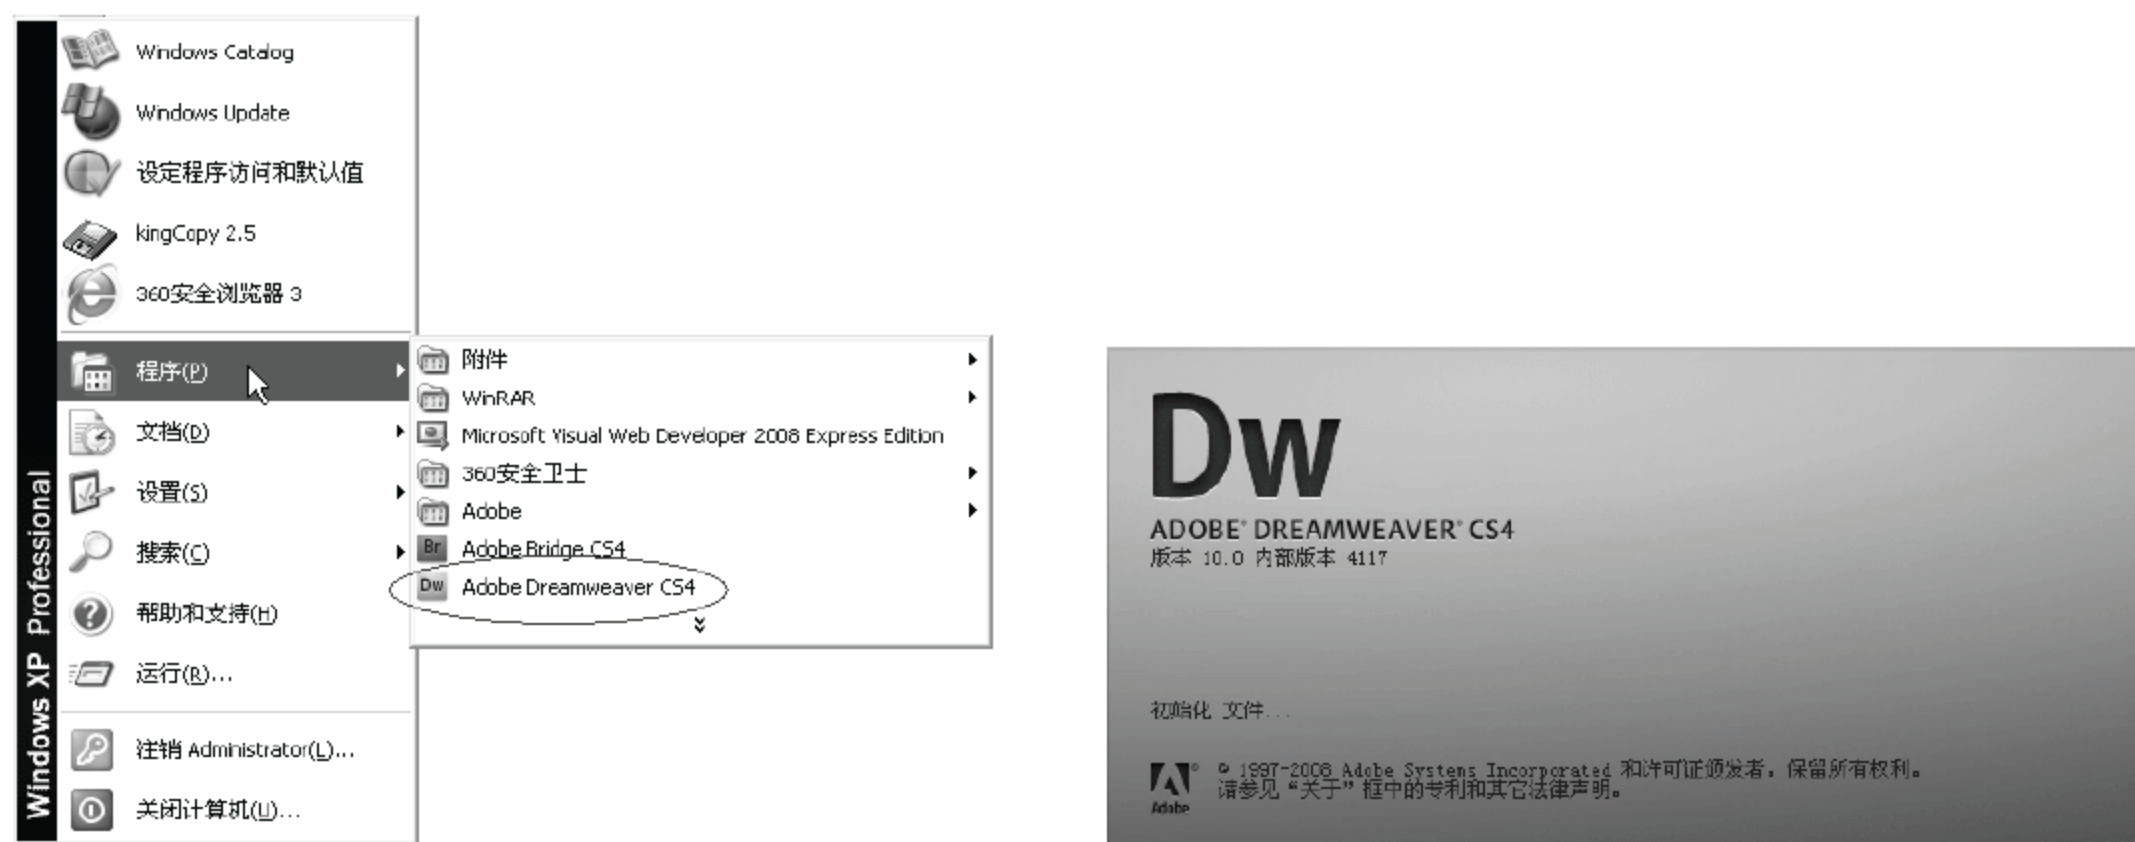 Windows XP Professional
Windows Catalog
Windows Update
设定程序访问和默认值
kingCopy 2.5
360安全浏览器 3
程序(P)
文档(D)
设置(S)
搜索(C)
帮助和支持(H)
运行(R)...
注销 Administrator(L)...
关闭计算机(U)...
附件
WinRAR
Microsoft Visual Web Developer 2008 Express Edition
360安全卫士
Adobe
Br Adobe Bridge CS4
Dw Adobe Dreamweaver CS4
Dw
ADOBE® DREAMWEAVER® CS4
版本 10.0 内部版本 4117
初始化 文件...
© 1997-2008 Adobe Systems Incorporated 和许可证颁发者。保留所有权利。
请参见“关于”框中的专利和其它法律声明。
Adobe